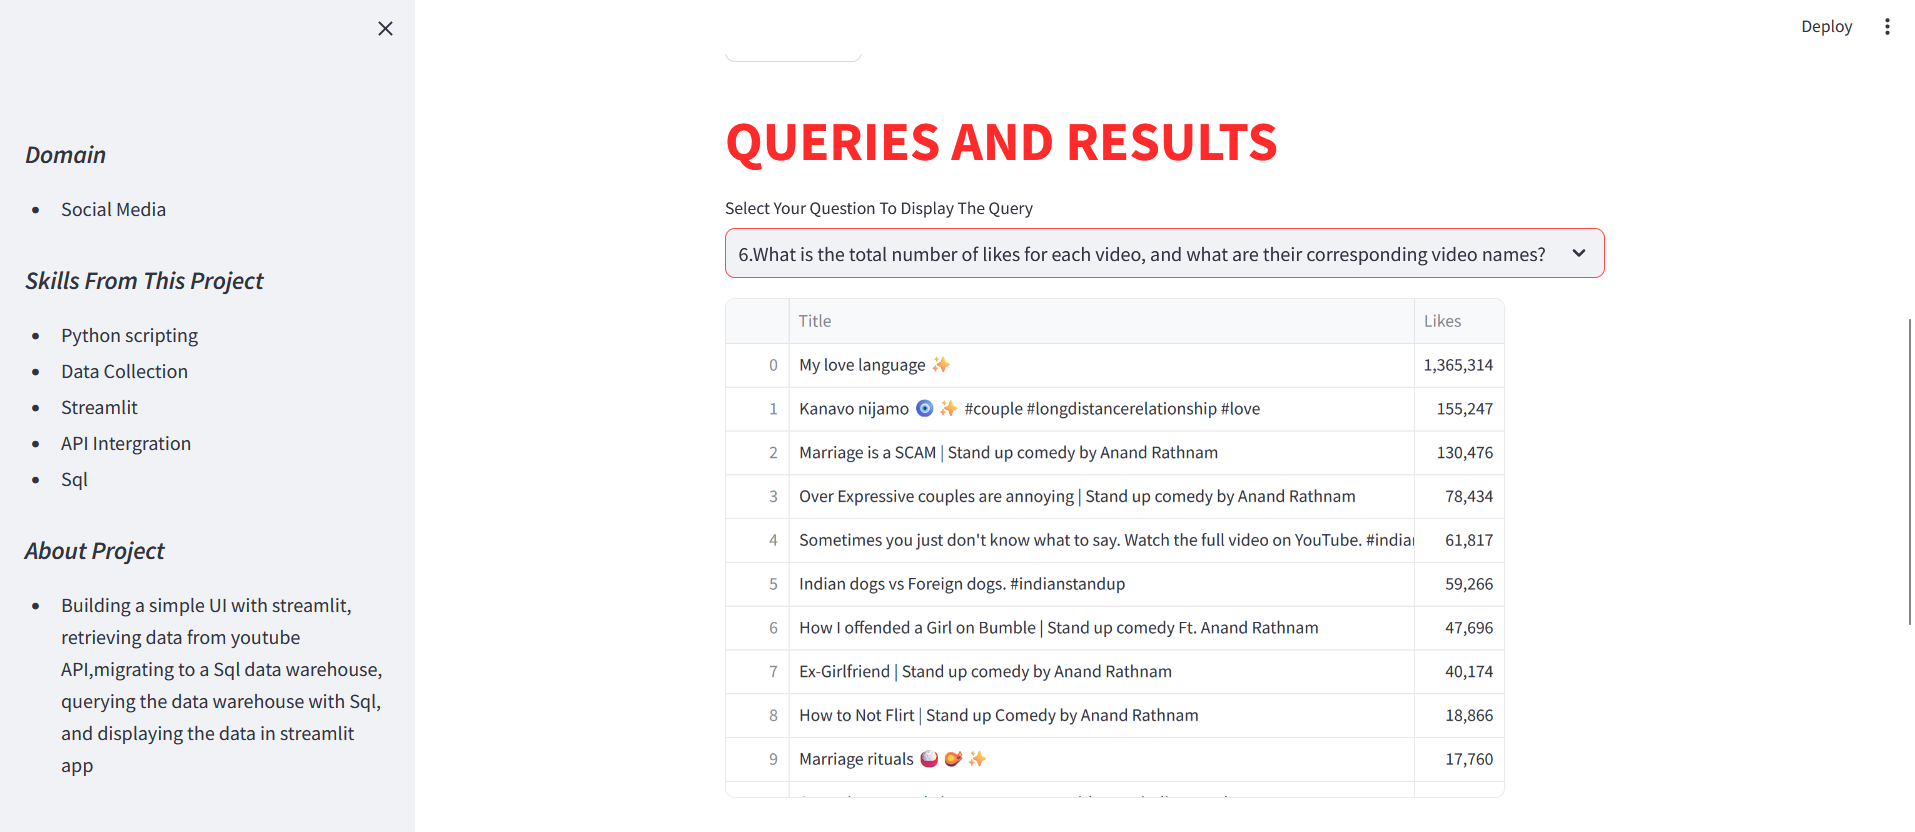 Deploy
Domain
Social Media
Skills From This Project
Python scripting
Data Collection
Streamlit
API Intergration
Sql
About Project
Building a simple UI with streamlit,
retrieving data from youtube
API,migrating to a Sql data warehouse,
querying the data warehouse with Sql,
and displaying the data in streamlit
app
QUERIES AND RESULTS
Select Your Question To Display The Query
6.What is the total number of likes for each video, and what are their corresponding video names?
Title Likes
0 My love language ✨ 1,365,314
1 Kanavo nijamo 🧿 ✨ #couple #longdistancerelationship #love 155,247
2 Marriage is a SCAM | Stand up comedy by Anand Rathnam 130,476
3 Over Expressive couples are annoying | Stand up comedy by Anand Rathnam 78,434
4 Sometimes you just don't know what to say. Watch the full video on YouTube. #indian 61,817
5 Indian dogs vs Foreign dogs. #indianstandup 59,266
6 How I offended a Girl on Bumble | Stand up comedy Ft. Anand Rathnam 47,696
7 Ex-Girlfriend | Stand up comedy by Anand Rathnam 40,174
8 How to Not Flirt | Stand up Comedy by Anand Rathnam 18,866
9 Marriage rituals 🍚 🪔 ✨ 17,760